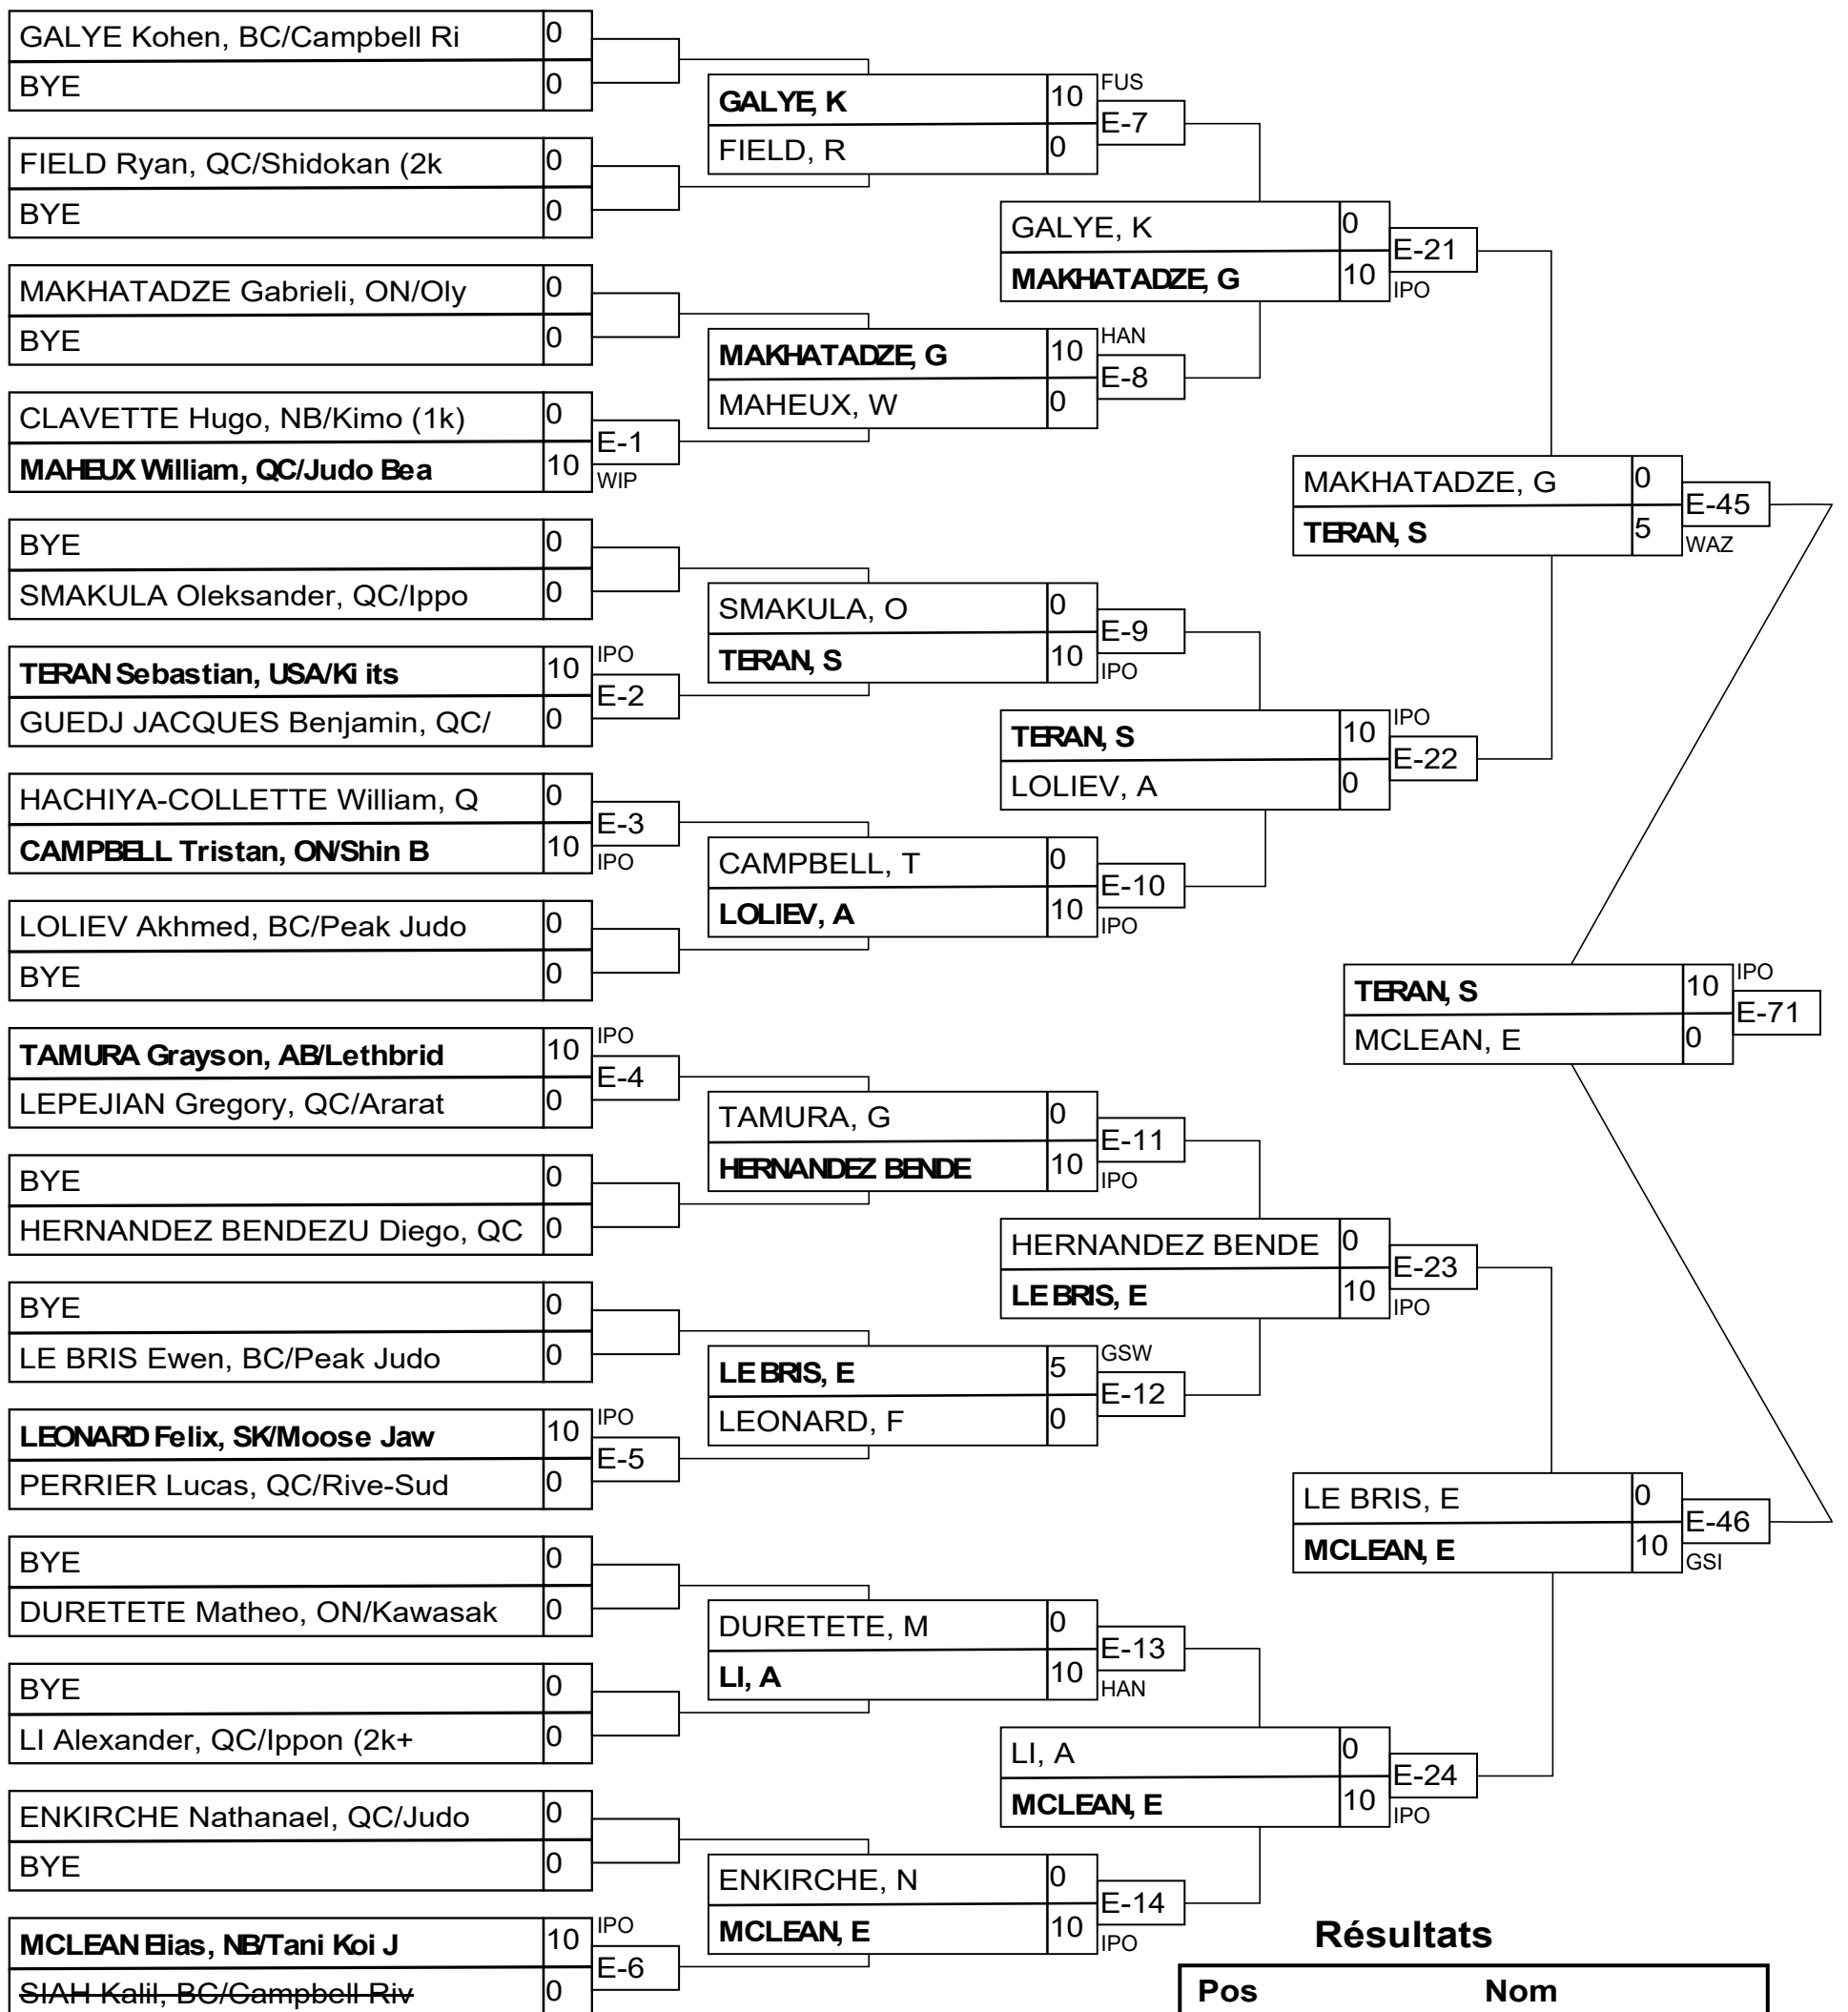 GALYE Kohen, BC/Campbell Ri 0
BYE 0
FIELD Ryan, QC/Shidokan (2k 0
BYE 0
MAKHATADZE Gabrieli, ON/Oly 0
BYE 0
CLAVETTE Hugo, NB/Kimo (1k) 0
E-1
MAHEUX William, QC/Judo Bea 10
WIP
BYE 0
SMAKULA Oleksander, QC/Ippo 0
TERAN Sebastian, USA/Ki its 10
IPO
E-2
GUEDJ JACQUES Benjamin, QC/ 0
HACHIYA-COLLETTE William, Q 0
E-3
CAMPBELL Tristan, ON/Shin B 10
IPO
LOLIEV Akhmed, BC/Peak Judo 0
BYE 0
TAMURA Grayson, AB/Lethbrid 10
IPO
E-4
LEPEJIAN Gregory, QC/Ararat 0
BYE 0
HERNANDEZ BENDEZU Diego, QC 0
BYE 0
LE BRIS Ewen, BC/Peak Judo 0
LEONARD Felix, SK/Moose Jaw 10
IPO
E-5
PERRIER Lucas, QC/Rive-Sud 0
BYE 0
DURETETE Matheo, ON/Kawasak 0
BYE 0
LI Alexander, QC/Ippon (2k+ 0
ENKIRCHE Nathanael, QC/Judo 0
BYE 0
MCLEAN Elias, NB/Tani Koi J 10
IPO
E-6
SIAH Kalil, BC/Campbell Riv 0
GALYE, K 10
FUS
E-7
FIELD, R 0
MAKHATADZE, G 10
HAN
E-8
MAHEUX, W 0
SMAKULA, O 0
E-9
TERAN, S 10
IPO
CAMPBELL, T 0
E-10
LOLIEV, A 10
IPO
TAMURA, G 0
E-11
HERNANDEZ BENDE 10
IPO
LE BRIS, E 5
GSW
E-12
LEONARD, F 0
DURETETE, M 0
E-13
LI, A 10
HAN
ENKIRCHE, N 0
E-14
MCLEAN, E 10
IPO
GALYE, K 0
E-21
MAKHATADZE, G 10
IPO
TERAN, S 10
IPO
E-22
LOLIEV, A 0
HERNANDEZ BENDE 0
E-23
LE BRIS, E 10
IPO
LI, A 0
E-24
MCLEAN, E 10
IPO
MAKHATADZE, G 0
E-45
TERAN, S 5
WAZ
LE BRIS, E 0
E-46
MCLEAN, E 10
GSI
TERAN, S 10
IPO
E-71
MCLEAN, E 0
Résultats
Pos Nom